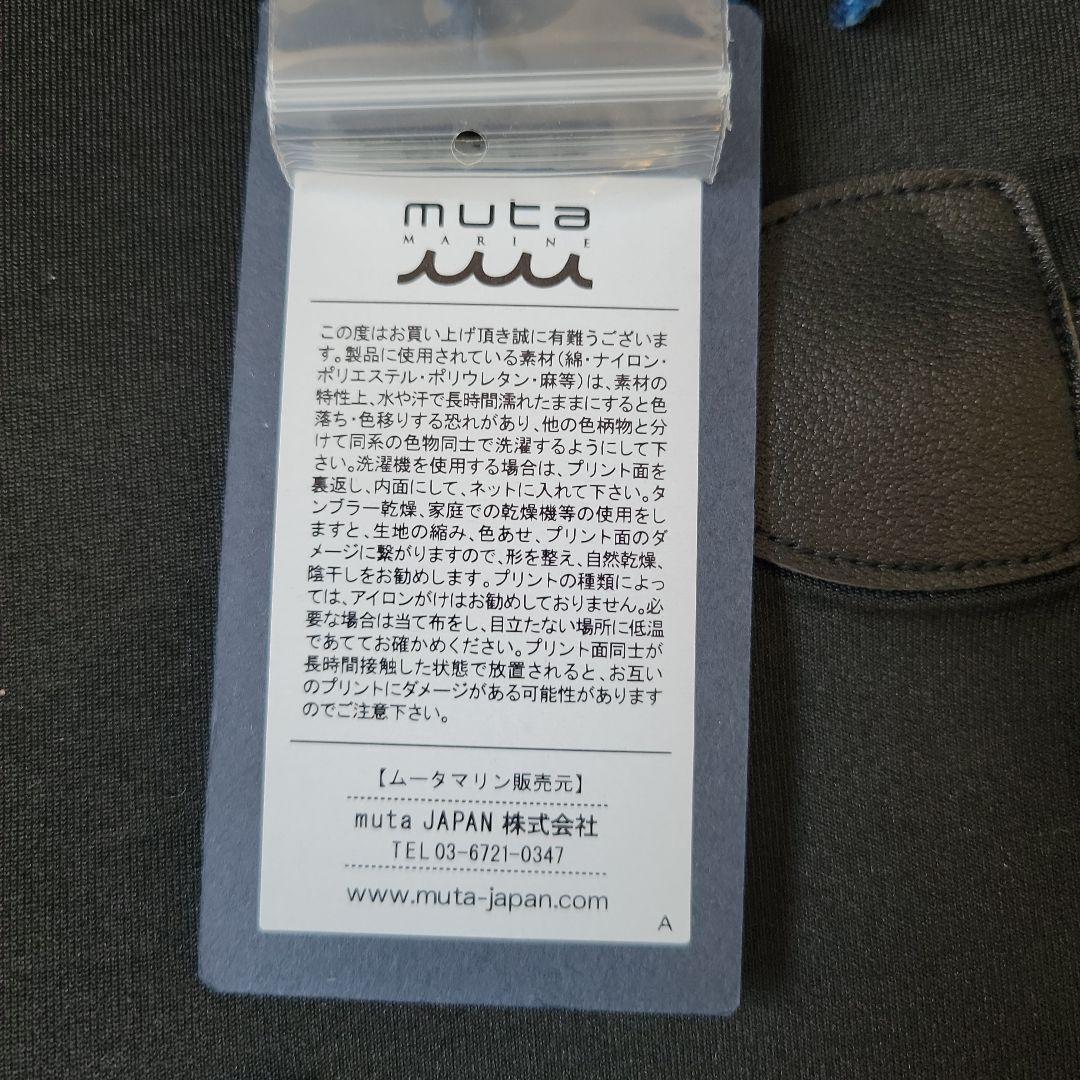 muta
MARINE
この度はお買い上げ頂き誠に有難うございま
す。製品に使用されている素材（綿・ナイロン・
ポリエステル・ポリウレタン・麻等）は、素材の
特性上、水や汗で長時間濡れたままにすると色
落ち・色移りする恐れがあり、他の色柄物と分
けて同系の色物同士で洗濯するようにして下
さい。洗濯機を使用する場合は、プリント面を
裏返し、内面にして、ネットに入れて下さい。タ
ンブラー乾燥、家庭での乾燥機等の使用をし
ますと、生地の縮み、色あせ、プリント面のダ
メージに繋がりますので、形を整え、自然乾燥、
陰干しをお勧めします。プリントの種類によっ
ては、アイロンがけはお勧めしておりません。必
要な場合は当て布をし、目立たない場所に低温
であててお確かめください。プリント面同士が
長時間接触した状態で放置されると、お互い
のプリントにダメージがある可能性があります
のでご注意下さい。
【ムータマリン販売元】
muta JAPAN 株式会社
TEL 03-6721-0347
www.muta-japan.com
A